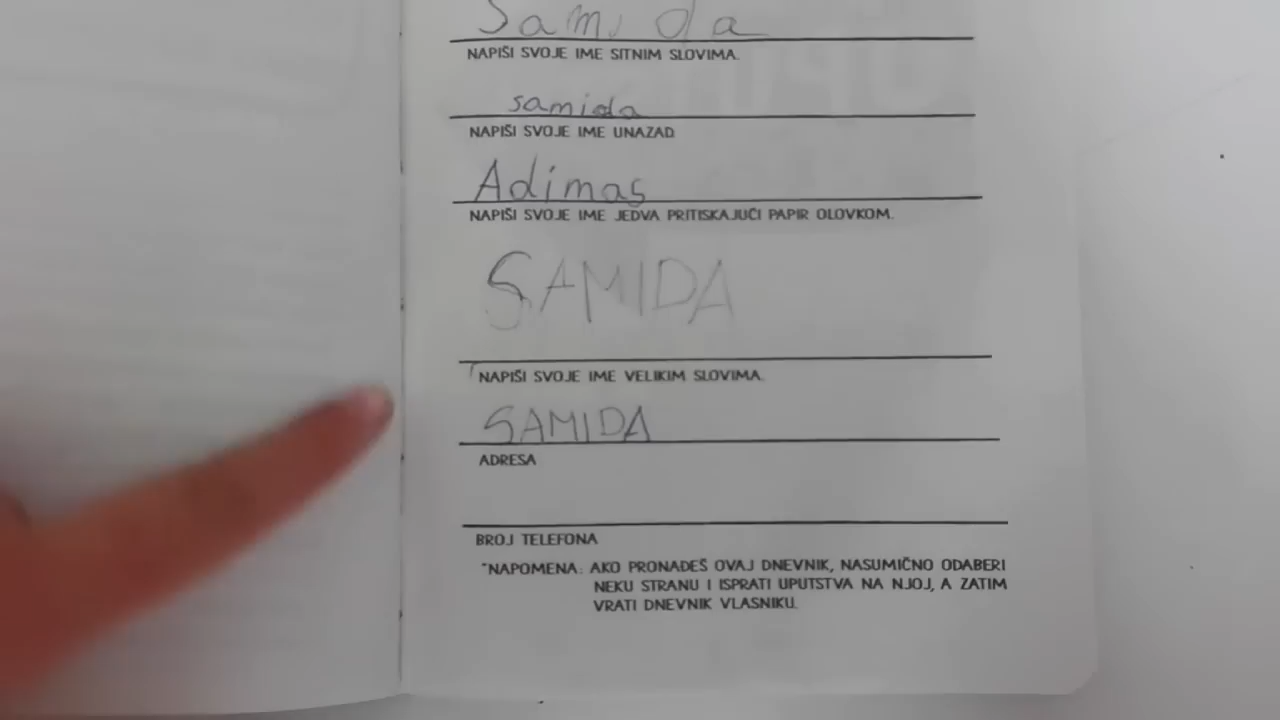 Samida
NAPIŠI SVOJE IME SITNIM SLOVIMA.
samida
NAPIŠI SVOJE IME UNAZAD
Adimas
NAPIŠI SVOJE IME JEDVA PRITISKAJUĆI PAPIR OLOVKOM.
SAMIDA
NAPIŠI SVOJE IME VELIKIM SLOVIMA.
SAMIDA
ADRESA
BROJ TELEFONA
*NAPOMENA: AKO PRONAĐEŠ OVAJ DNEVNIK, NASUMIČNO ODABERI
NEKU STRANU I ISPRATI UPUTSTVA NA NJOJ, A ZATIM
VRATI DNEVNIK VLASNIKU.